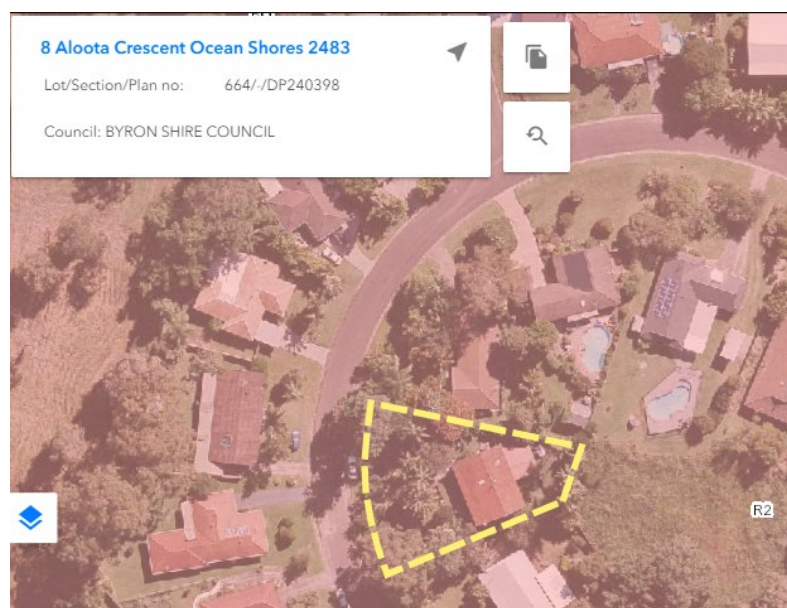 8 Aloota Crescent Ocean Shores 2483
Lot/Section/Plan no: 664/-/DP240398
Council: BYRON SHIRE COUNCIL
R2